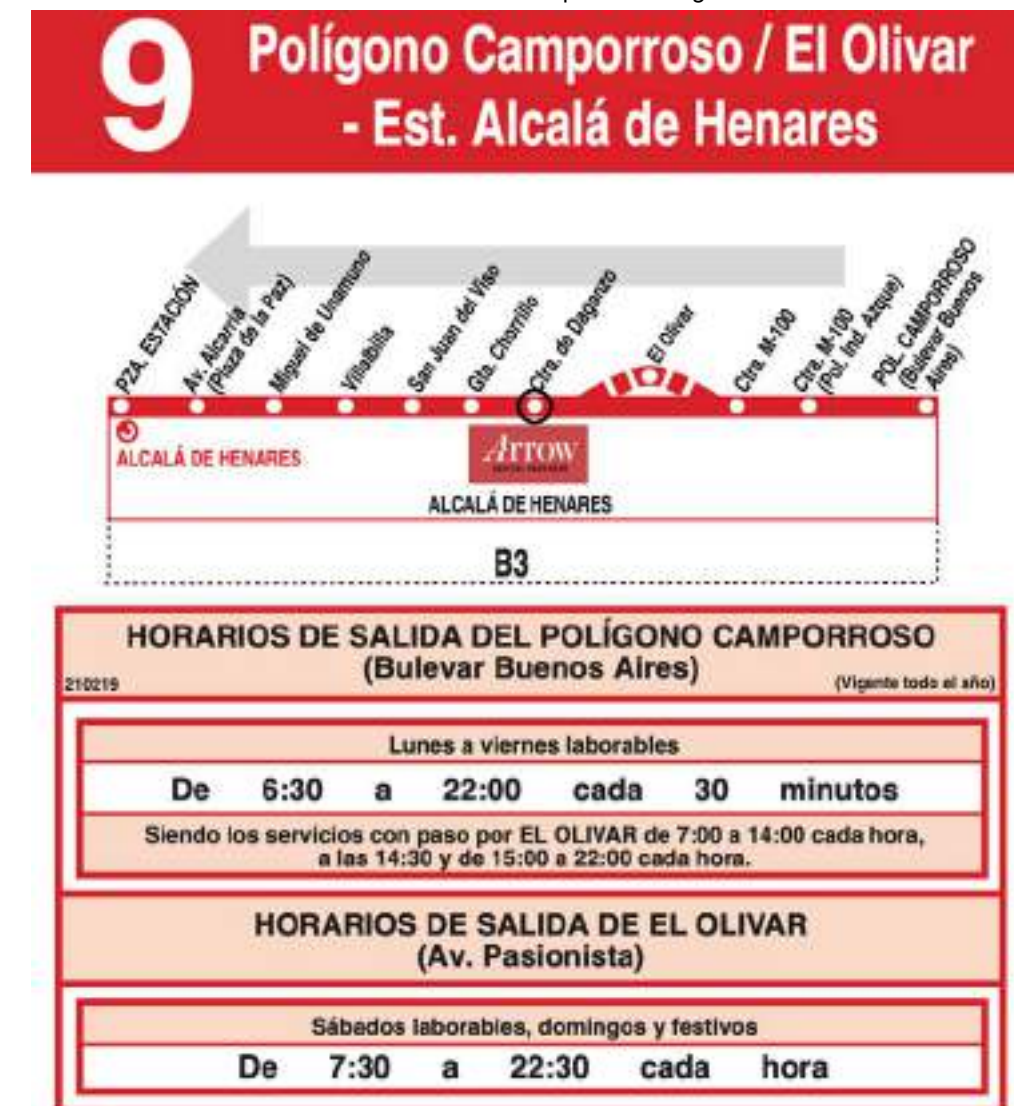 9
Polígono Camporroso / El Olivar
- Est. Alcalá de Henares
PZA. ESTACIÓN
Av. Alcarria
(Plaza de la Paz)
Miguel de Unamuno
Villalbilla
San Juan del Viso
Gta. Chorrillo
Ctra. de Daganzo
El Olivar
Ctra. M-100
Ctra. M-100
(Pol. Ind. Azque)
POL. CAMPORROSO
(Bulevar Buenos
Aires)
ALCALÁ DE HENARES
Arrow
ALCALÁ DE HENARES
B3
HORARIOS DE SALIDA DEL POLÍGONO CAMPORROSO
(Bulevar Buenos Aires)
210219
(Vigente todo el año)
Lunes a viernes laborables
De 6:30 a 22:00 cada 30 minutos
Siendo los servicios con paso por EL OLIVAR de 7:00 a 14:00 cada hora,
a las 14:30 y de 15:00 a 22:00 cada hora.
HORARIOS DE SALIDA DE EL OLIVAR
(Av. Pasionista)
Sábados laborables, domingos y festivos
De 7:30 a 22:30 cada hora